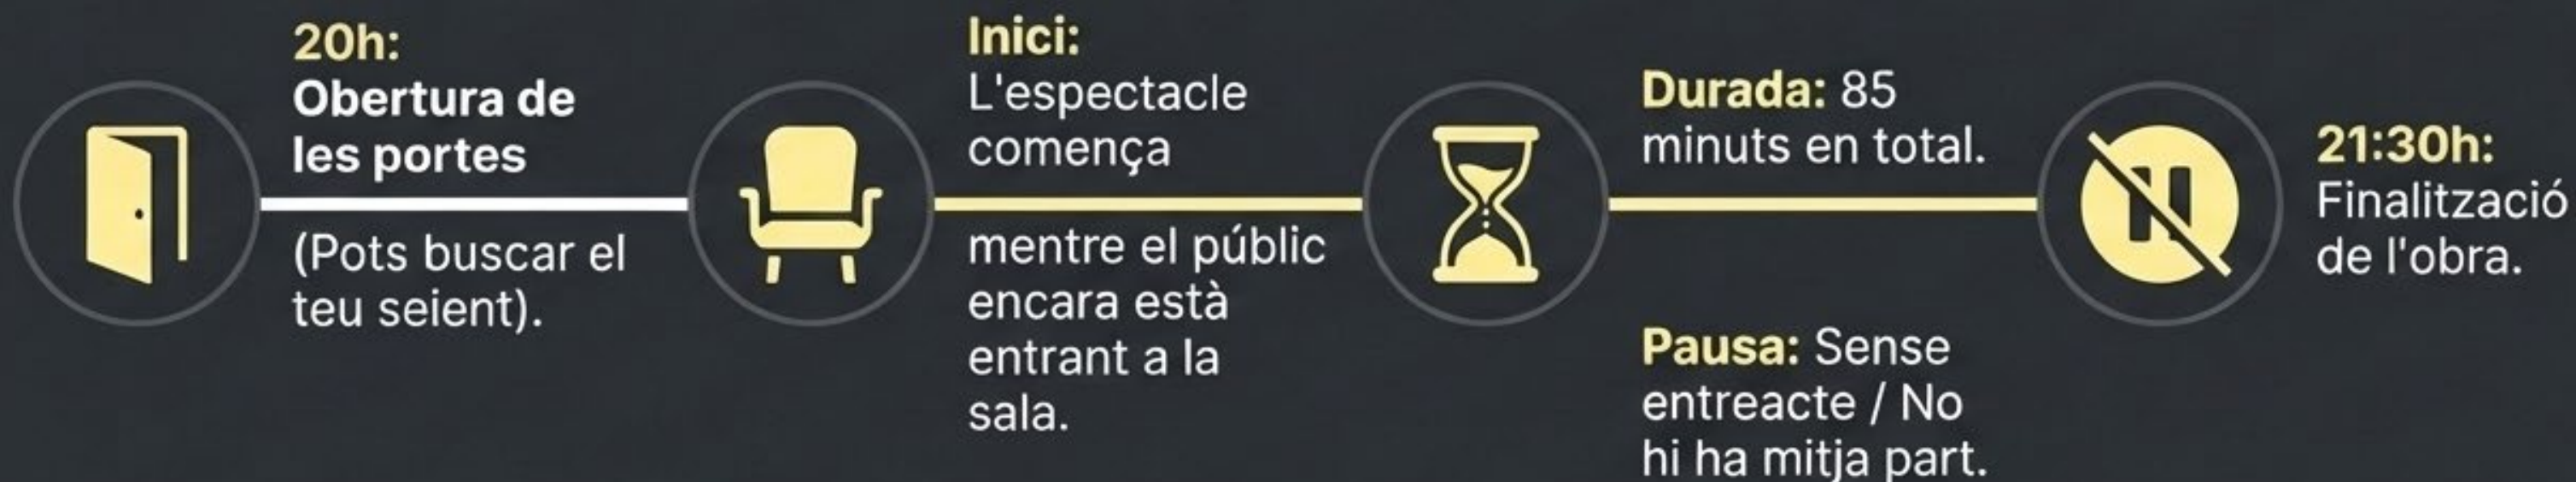 20h:
Obertura de
les portes
(Pots buscar el
teu seient).
Inici:
L'espectacle
comença
mentre el públic
encara està
entrant a la
sala.
Durada: 85
minuts en total.
Pausa: Sense
entreacte / No
hi ha mitja part.
21:30h:
Finalització
de l'obra.